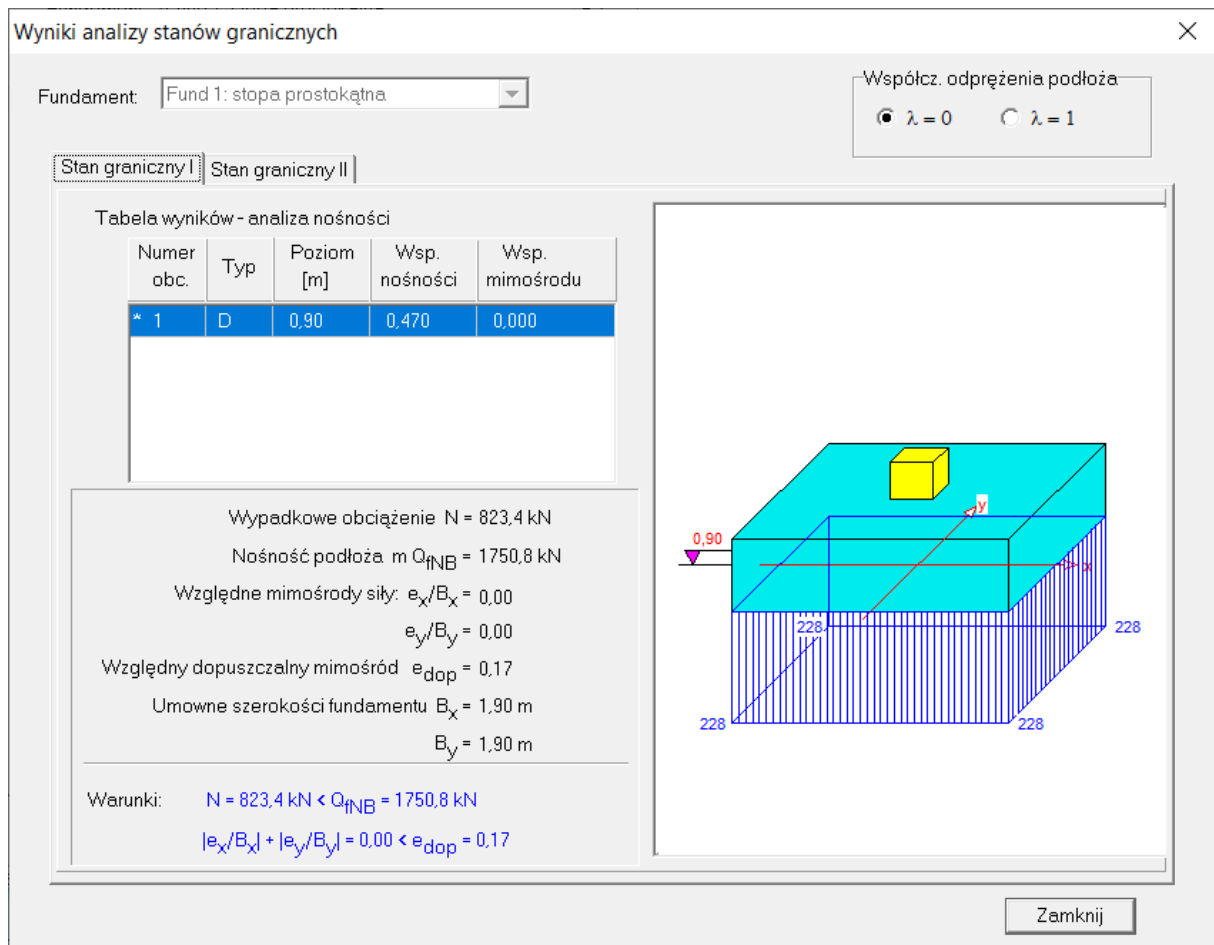 Wyniki analizy stanów granicznych
Fundament: Fund 1: stopa prostokątna
Współcz. odprężenia podłoża
λ = 0 λ = 1
Stan graniczny I Stan graniczny II
Tabela wyników - analiza nośności
Numer obc. Typ Poziom [m] Wsp. nośności Wsp. mimośrodu
* 1 D 0,90 0,470 0,000
Wypadkowe obciążenie N = 823,4 kN
Nośność podłoża m QfNB = 1750,8 kN
Względne mimośrody siły: ex/Bx = 0,00
ey/By = 0,00
Względny dopuszczalny mimośród edop = 0,17
Umowne szerokości fundamentu Bx = 1,90 m
By = 1,90 m
Warunki: N = 823,4 kN < QfNB = 1750,8 kN
|ex/Bx| + |ey/By| = 0,00 < edop = 0,17
y
0,90
x
228
228
228
228
Zamknij